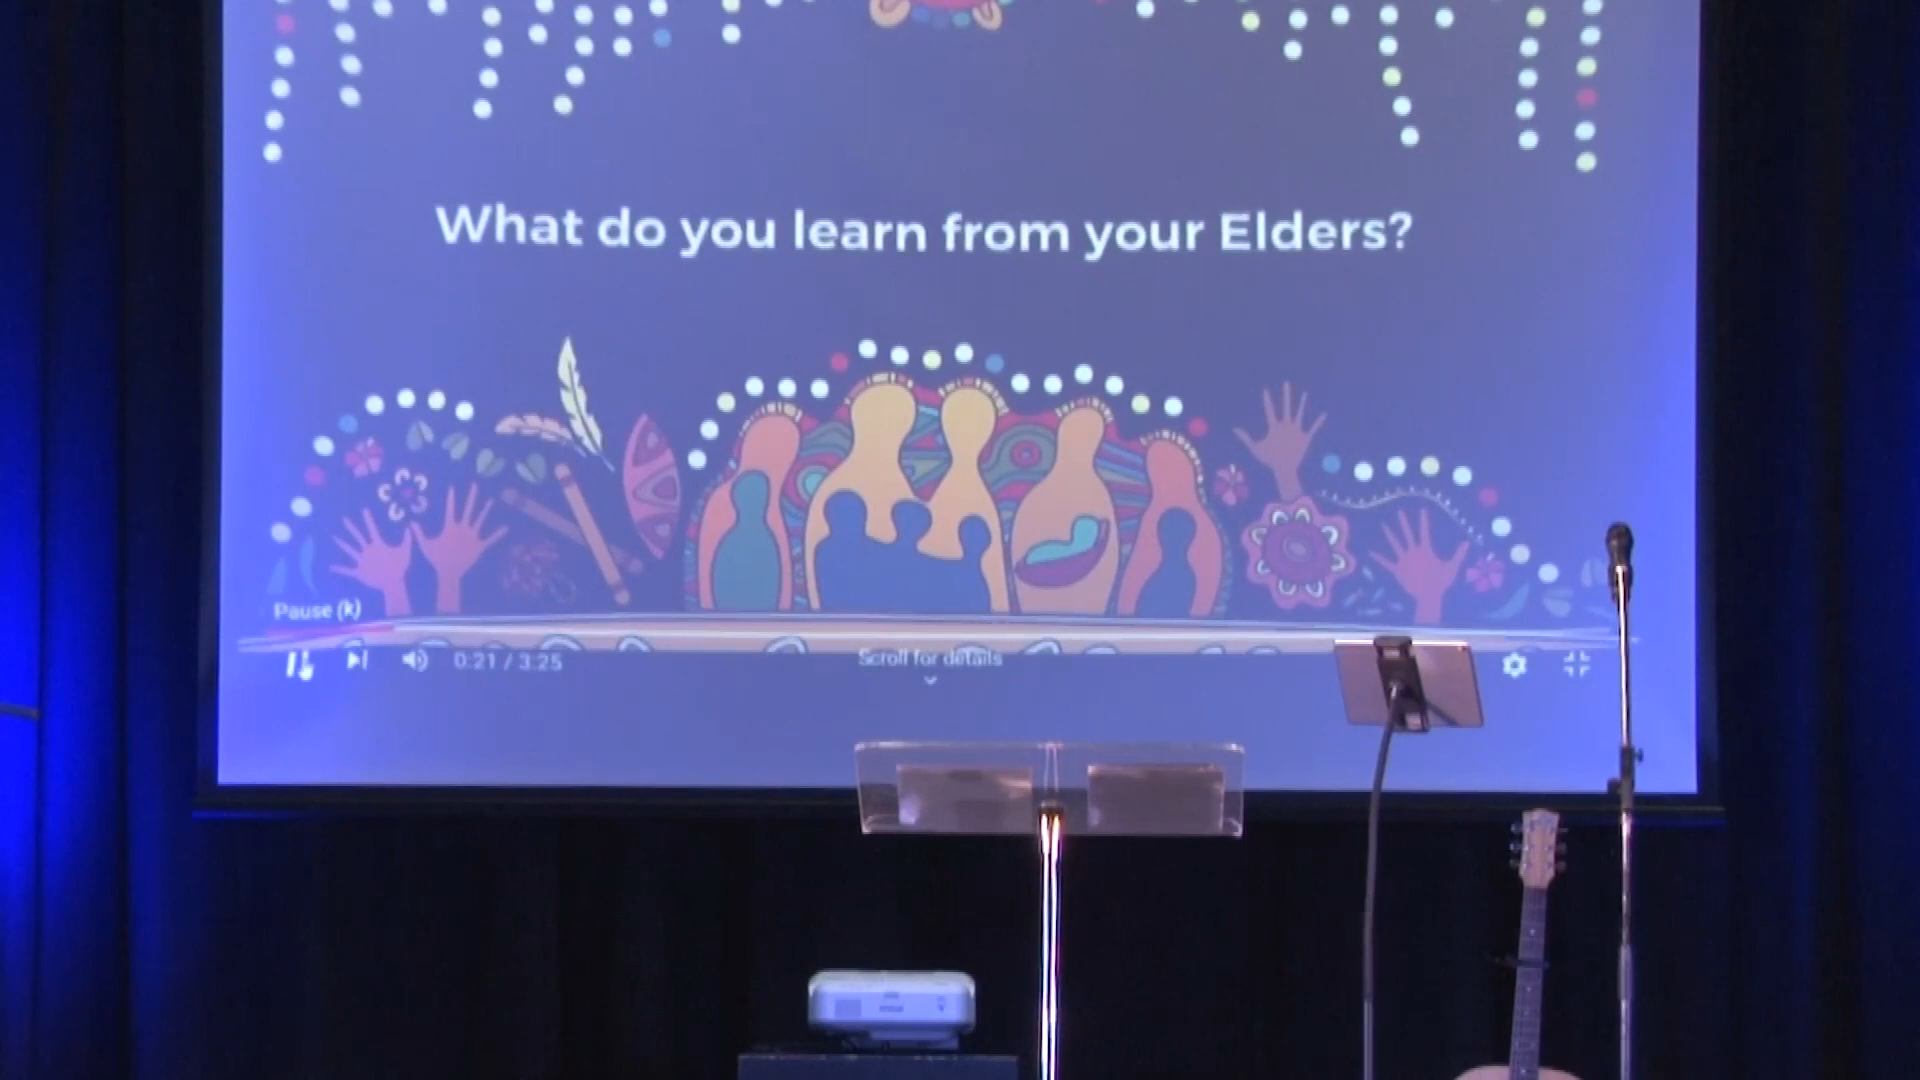 What do you learn from your Elders?
Pause (k)
0:21 / 3:25
Scroll for details